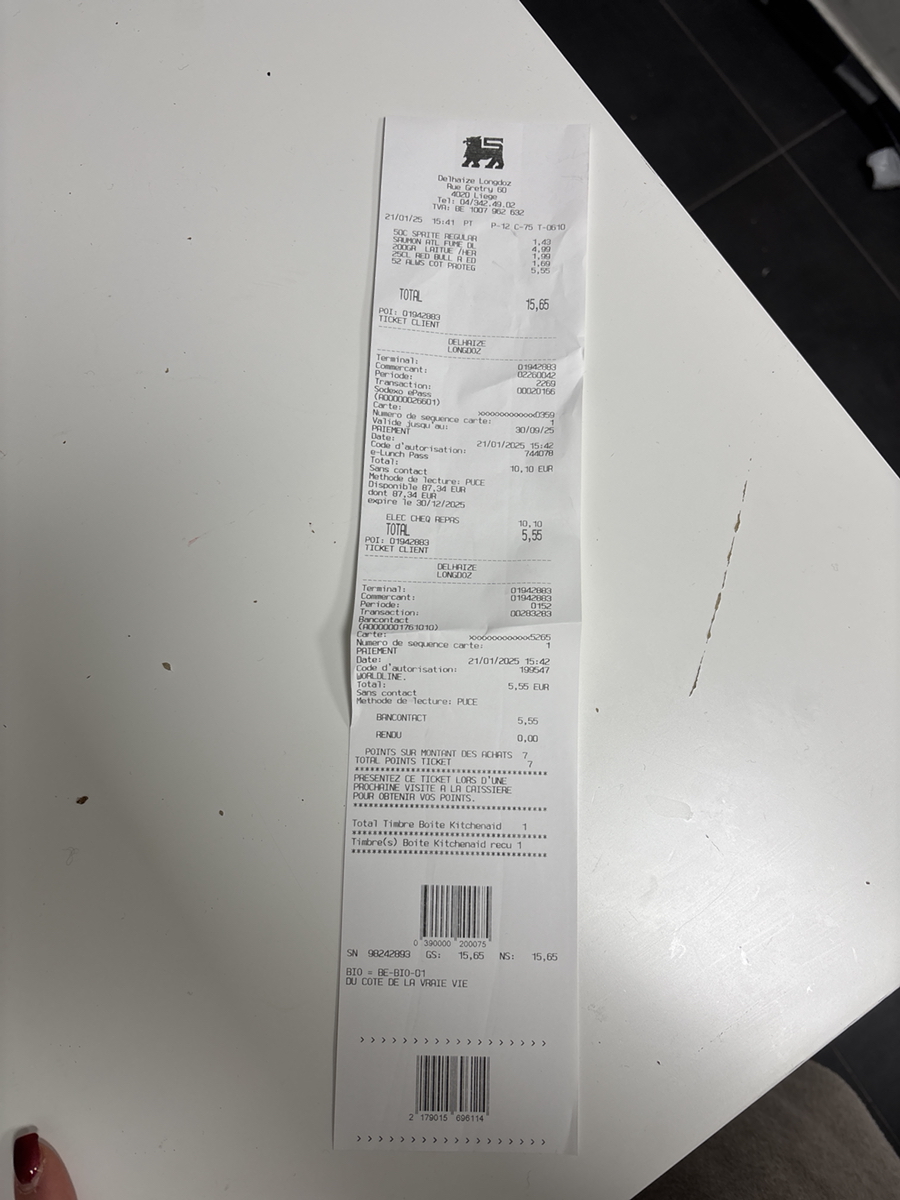 Delhaize Longdoz
Rue Gretry 60
4020 Liege
Tel: 04/342.49.02
TVA: BE 1007 962 632
21/01/25 15:41 PT P-12 C-75 T-0610
50C SPRITE REGULAR 1,43
SAUMON ATL FUME DL 4,99
200GA LAITUE /HER 1,99
25CL RED BULL A ED 1,69
52 ALWS COT PROTEG 5,55
TOTAL 15,65
POI: 01942883
TICKET CLIENT
DELHAIZE
LONGDOZ
Terminal: 01942883
Commercant: 02260042
Periode: 2269
Transaction: 00020166
Sodexo ePass
(A0000026601)
Carte: xxxxxxxxxxxxx0359
Numero de sequence carte: 1
Valide jusqu'au: 30/09/25
PAIEMENT
Date: 21/01/2025 15:42
Code d'autorisation: 744078
e-Lunch Pass
Total: 10,10 EUR
Sans contact
Methode de lecture: PUCE
Disponible 87,34 EUR
dont 87,34 EUR
expire le 30/12/2025
ELEC CHEQ REPAS 10,10
TOTAL 5,55
POI: 01942883
TICKET CLIENT
DELHAIZE
LONGDOZ
Terminal: 01942883
Commercant: 01942883
Periode: 0152
Transaction: 00283283
Bancontact
(A0000001761010)
Carte: xxxxxxxxxxxxx5265
Numero de sequence carte: 1
PAIEMENT
Date: 21/01/2025 15:42
Code d'autorisation: 199547
WORLDLINE.
Total: 5,55 EUR
Sans contact
Methode de lecture: PUCE
BANCONTACT 5,55
RENDU 0,00
POINTS SUR MONTANT DES ACHATS 7
TOTAL POINTS TICKET 7
PRESENTEZ CE TICKET LORS D'UNE
PROCHAINE VISITE A LA CAISSIERE
POUR OBTENIR VOS POINTS.
Total Timbre Boite Kitchenaid 1
Timbre(s) Boite Kitchenaid recu 1
0 390000 200075
SN 98242893 GS: 15,65 NS: 15,65
BIO = BE-BIO-01
DU COTE DE LA VRAIE VIE
2 179015 696114